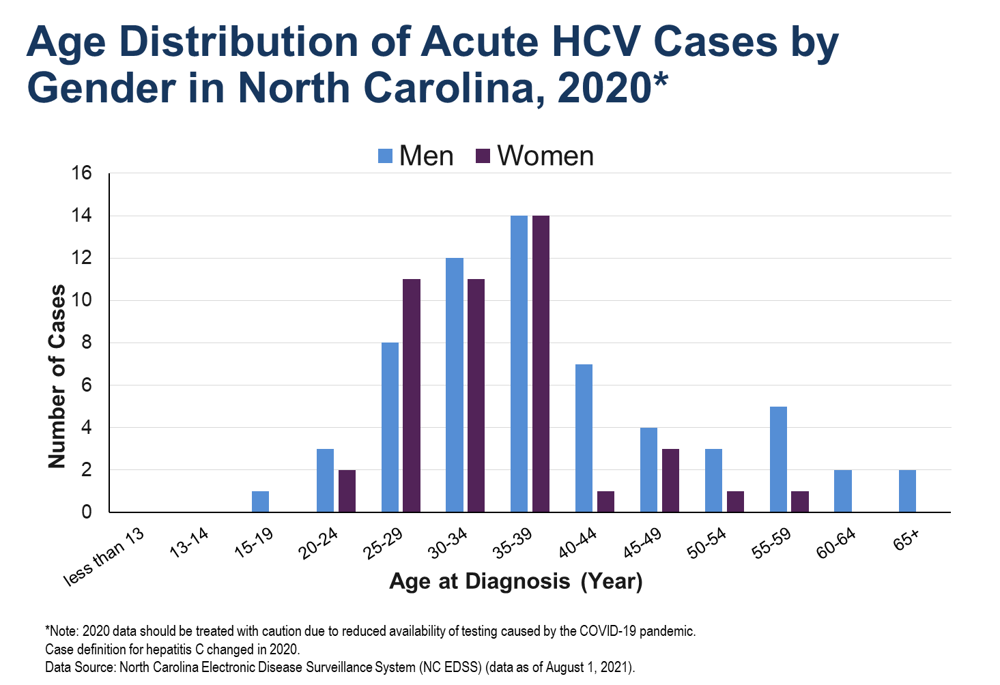 Age Distribution of Acute HCV Cases by
Gender in North Carolina, 2020*
Men Women
16
14
12
10
8
6
4
2
0
Number of Cases
less than 13
13-14
15-19
20-24
25-29
30-34
35-39
40-44
45-49
50-54
55-59
60-64
65+
Age at Diagnosis (Year)
*Note: 2020 data should be treated with caution due to reduced availability of testing caused by the COVID-19 pandemic.
Case definition for hepatitis C changed in 2020.
Data Source: North Carolina Electronic Disease Surveillance System (NC EDSS) (data as of August 1, 2021).